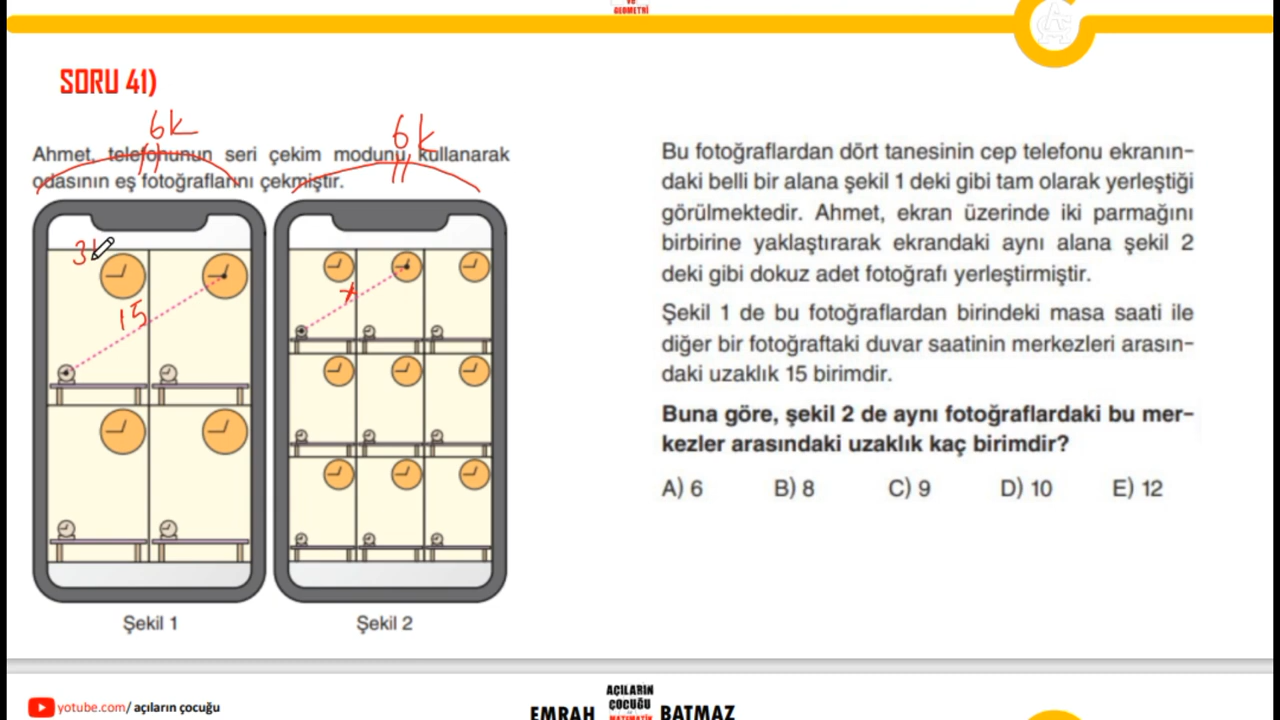 VE
GEOMETRİ
SORU 41)
6k
6k
Ahmet, telefonunun seri çekim modunu kullanarak
odasının eş fotoğraflarını çekmiştir.
15
x
Şekil 1
Şekil 2
Bu fotoğraflardan dört tanesinin cep telefonu ekranın-
daki belli bir alana şekil 1 deki gibi tam olarak yerleştiği
görülmektedir. Ahmet, ekran üzerinde iki parmağını
birbirine yaklaştırarak ekrandaki aynı alana şekil 2
deki gibi dokuz adet fotoğrafı yerleştirmiştir.
Şekil 1 de bu fotoğraflardan birindeki masa saati ile
diğer bir fotoğraftaki duvar saatinin merkezleri arasın-
daki uzaklık 15 birimdir.
Buna göre, şekil 2 de aynı fotoğraflardaki bu mer-
kezler arasındaki uzaklık kaç birimdir?
A) 6 B) 8 C) 9 D) 10 E) 12
yotube.com/ açıların çocuğu
EMRAH
AÇILARIN
ÇOCUĞU
MATEMATİK
BATMAZ